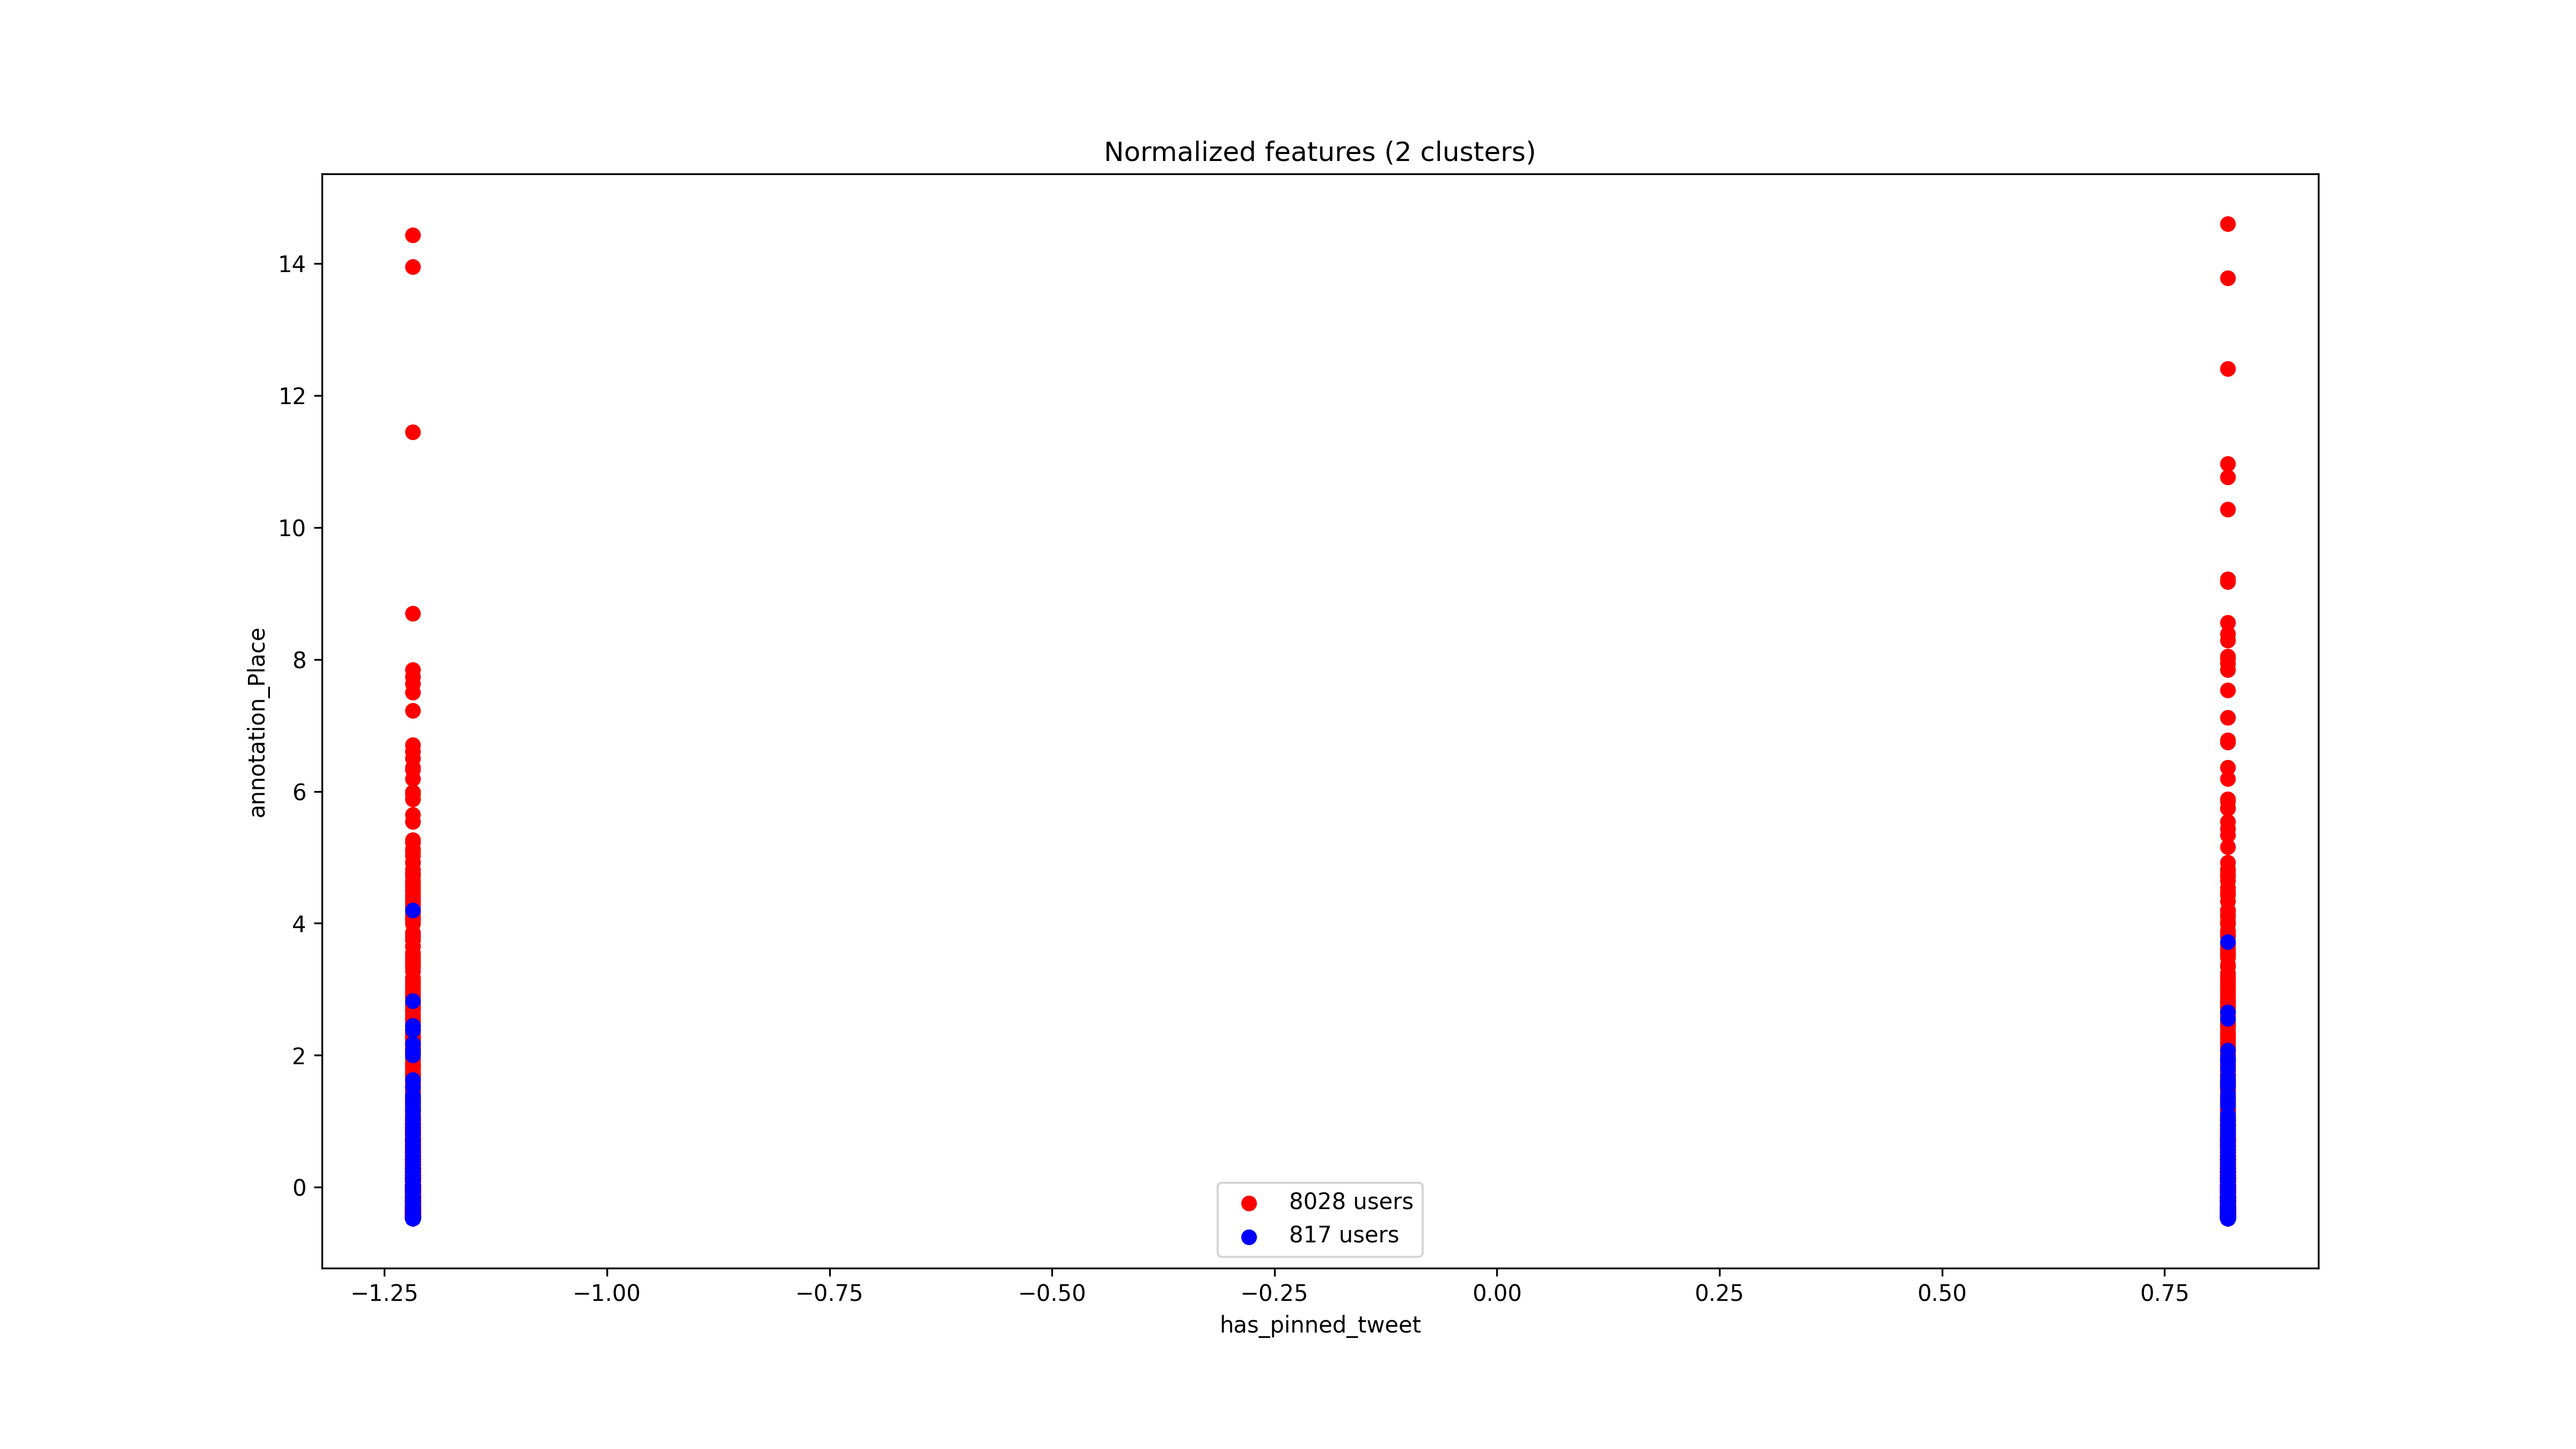 Normalized features (2 clusters)
14
12
10
8
6
4
2
0
annotation_Place
8028 users
817 users
−1.25 −1.00 −0.75 −0.50 −0.25 0.00 0.25 0.50 0.75
has_pinned_tweet